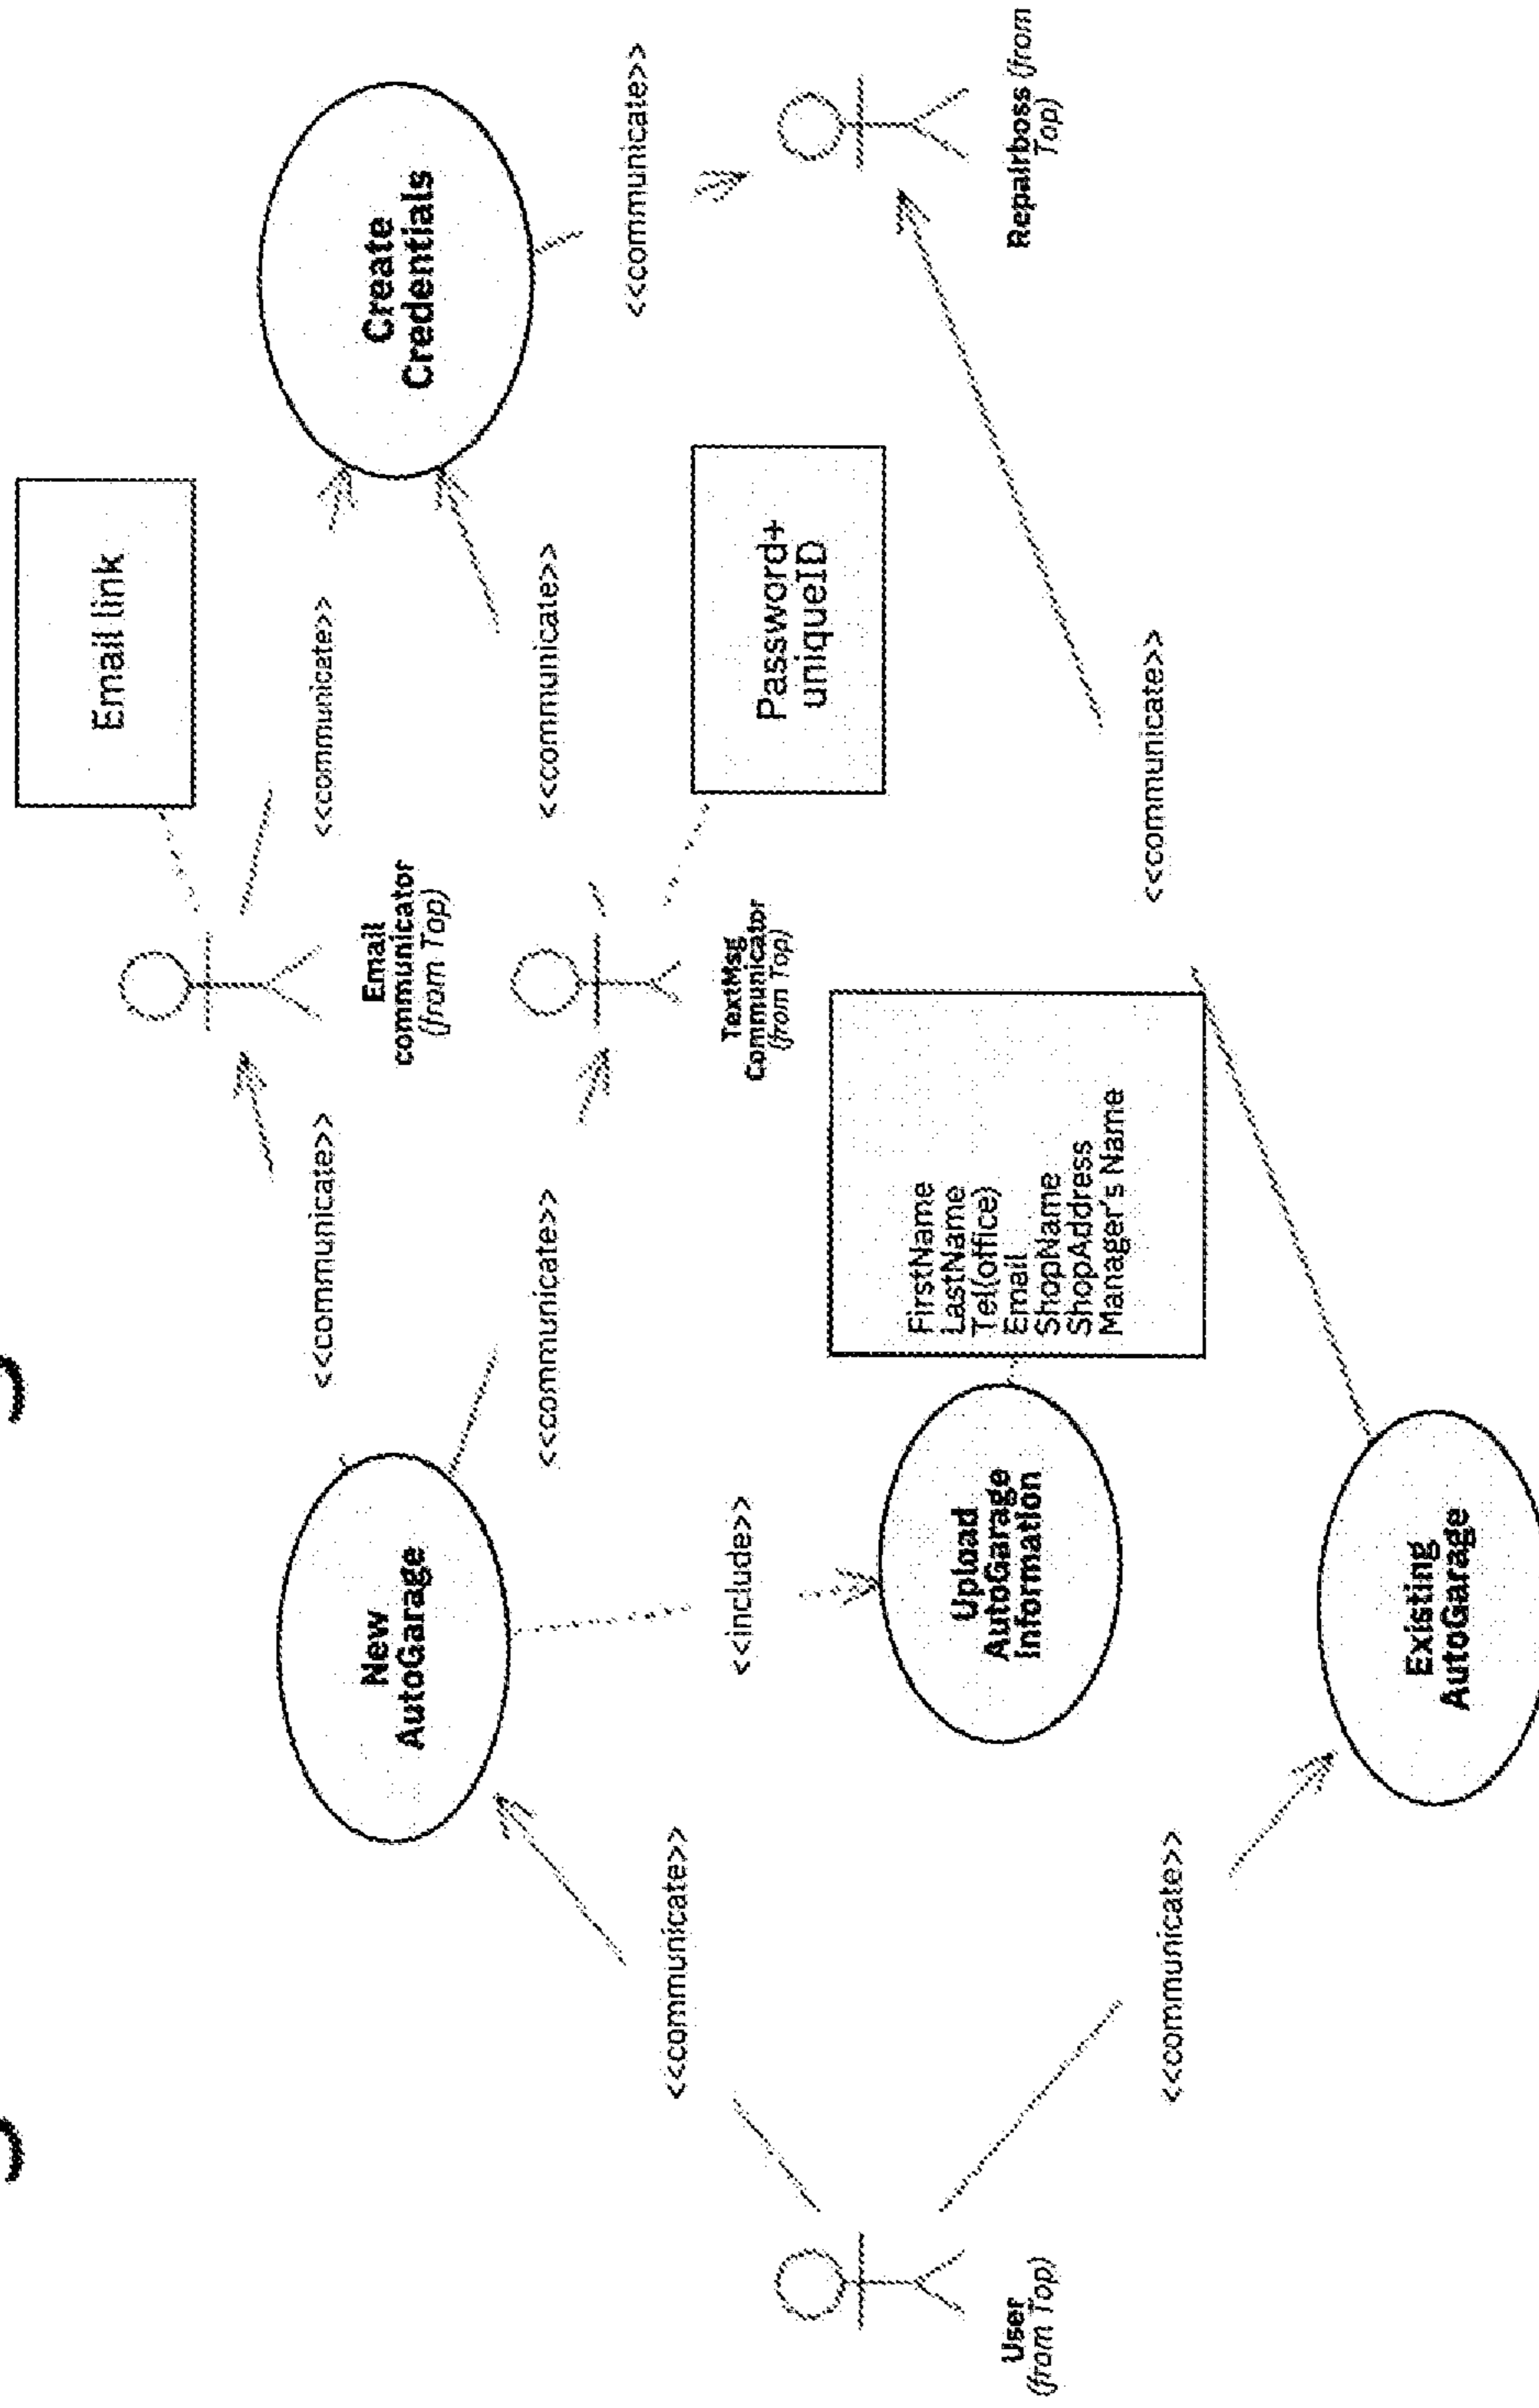 Email link
<<communicate>>
<<communicate>>
Email
communicator
(from Top)
Create
Credentials
New
AutoGarage
<<communicate>>
<<communicate>>
<<communicate>>
TextMsg
Communicator
(from Top)
Password+
uniqueID
<<communicate>>
<<include>>
User
(from Top)
Upload
AutoGarage
Information
FirstName
LastName
Tel(office)
Email
ShopName
ShopAddress
Manager's Name
Repairboss (from
Top)
<<communicate>>
<<communicate>>
Existing
AutoGarage